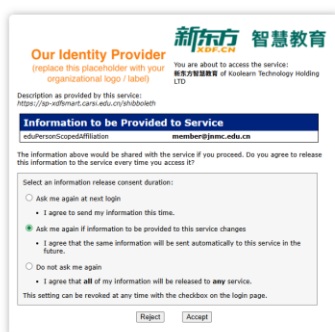 Our Identity Provider
(replace this placeholder with your
organizational logo / label)
新东方
XDF.CN
智慧教育
You are about to access the service:
新东方智慧教育 of Koolearn Technology Holding
LTD
Description as provided by this service:
https://sp-xdfsmart.carsi.edu.cn/shibboleth
Information to be Provided to Service
eduPersonScopedAffiliation member@jnmc.edu.cn
The information above would be shared with the service if you proceed. Do you agree to release
this information to the service every time you access it?
Select an information release consent duration:
Ask me again at next login
• I agree to send my information this time.
Ask me again if information to be provided to this service changes
• I agree that the same information will be sent automatically to this service in the
future.
Do not ask me again
• I agree that all of my information will be released to any service.
This setting can be revoked at any time with the checkbox on the login page.
Reject Accept